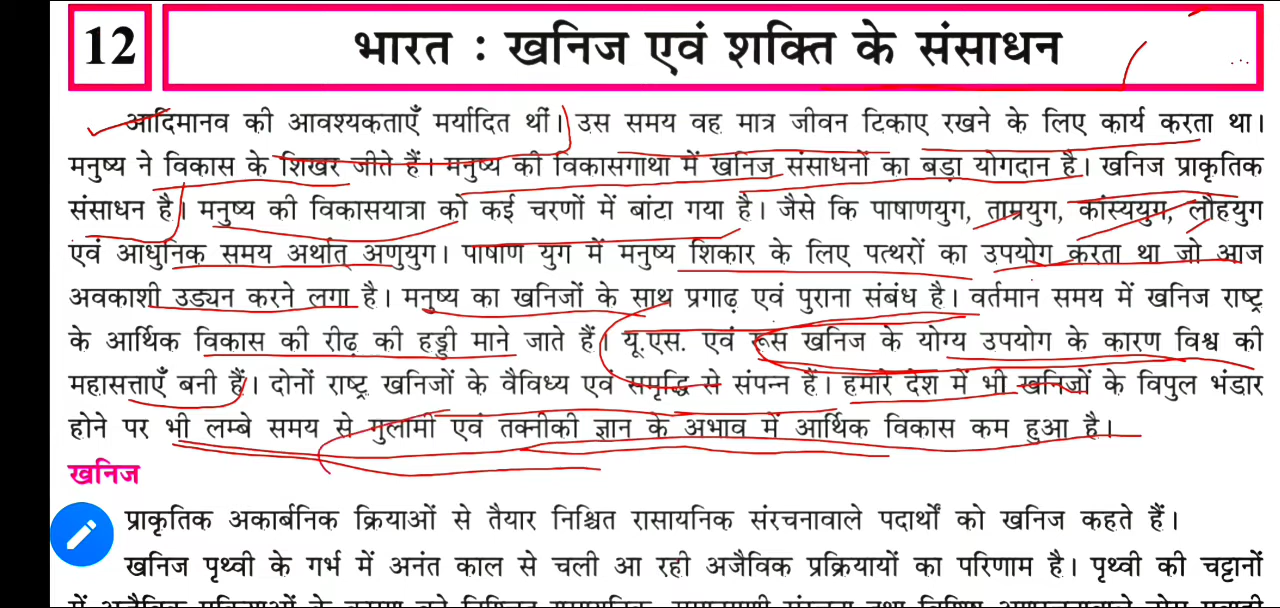 12
भारत : खनिज एवं शक्ति के संसाधन
आदिमानव की आवश्यकताएँ मर्यादित थीं। उस समय वह मात्र जीवन टिकाए रखने के लिए कार्य करता था।
मनुष्य ने विकास के शिखर जीते हैं। मनुष्य की विकासगाथा में खनिज संसाधनों का बड़ा योगदान है। खनिज प्राकृतिक
संसाधन है। मनुष्य की विकासयात्रा को कई चरणों में बांटा गया है। जैसे कि पाषाणयुग, ताम्रयुग, कांस्ययुग, लौहयुग
एवं आधुनिक समय अर्थात् अणुयुग। पाषाण युग में मनुष्य शिकार के लिए पत्थरों का उपयोग करता था जो आज
अवकाशी उड्यन करने लगा है। मनुष्य का खनिजों के साथ प्रगाढ़ एवं पुराना संबंध है। वर्तमान समय में खनिज राष्ट्र
के आर्थिक विकास की रीढ़ की हड्डी माने जाते हैं। यू.एस. एवं रूस खनिज के योग्य उपयोग के कारण विश्व की
महासत्ताएँ बनी हैं। दोनों राष्ट्र खनिजों के वैविध्य एवं समृद्धि से संपन्न हैं। हमारे देश में भी खनिजों के विपुल भंडार
होने पर भी लम्बे समय से गुलामी एवं तक्नीकी ज्ञान के अभाव में आर्थिक विकास कम हुआ है।
खनिज
प्राकृतिक अकार्बनिक क्रियाओं से तैयार निश्चित रासायनिक संरचनावाले पदार्थों को खनिज कहते हैं।
खनिज पृथ्वी के गर्भ में अनंत काल से चली आ रही अजैविक प्रक्रियायों का परिणाम है। पृथ्वी की चट्टानों